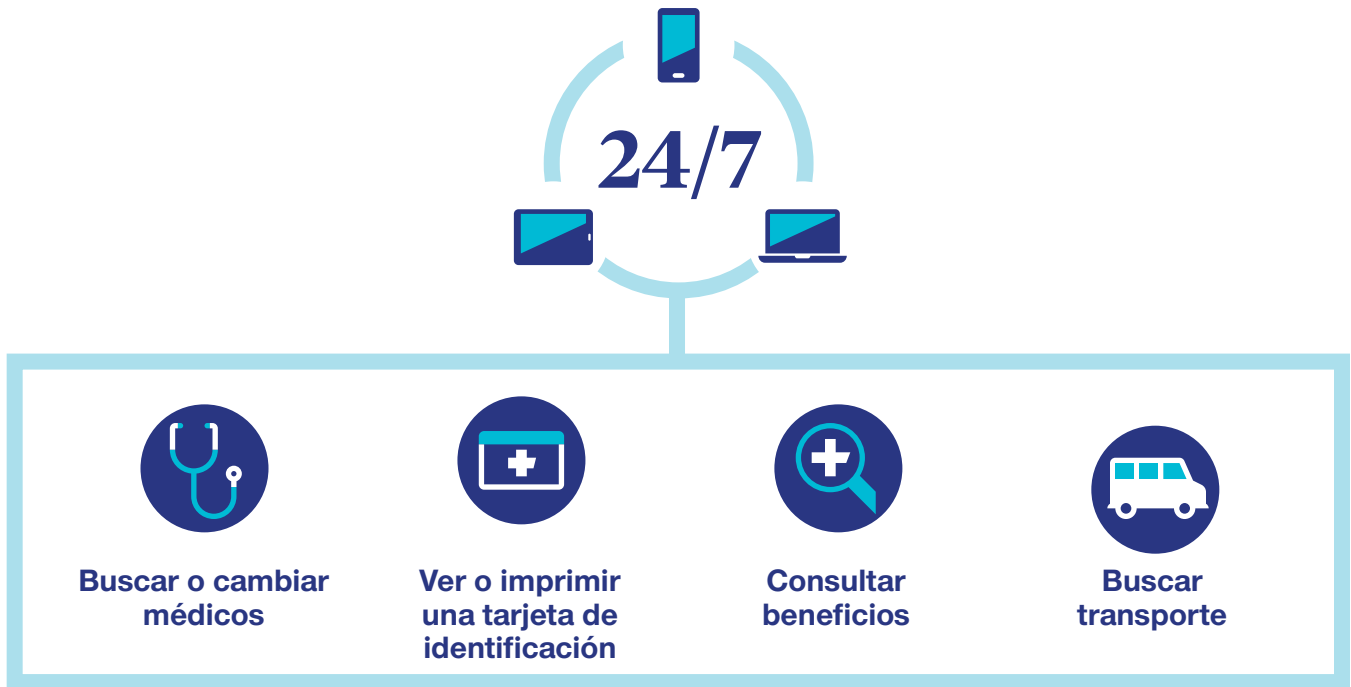 24/7
Buscar o cambiar
médicos
Ver o imprimir
una tarjeta de
identificación
Consultar
beneficios
Buscar
transporte